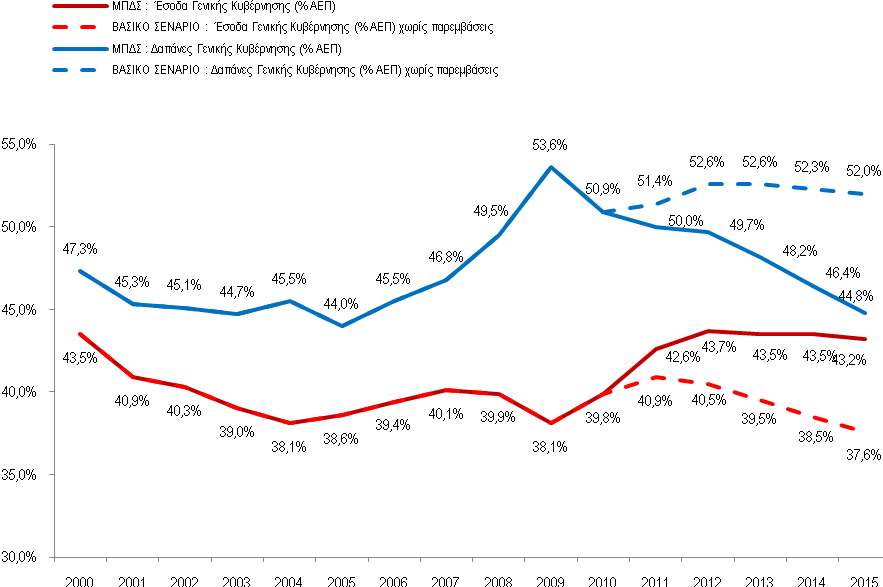 ΜΠΔΣ : Έσοδα Γενικής Κυβέρνησης (% ΑΕΠ)
ΒΑΣΙΚΟ ΣΕΝΑΡΙΟ : Έσοδα Γενικής Κυβέρνησης (% ΑΕΠ) χωρίς παρεμβάσεις
ΜΠΔΣ : Δαπάνες Γενικής Κυβέρνησης (% ΑΕΠ)
ΒΑΣΙΚΟ ΣΕΝΑΡΙΟ : Δαπάνες Γενικής Κυβέρνησης (% ΑΕΠ) χωρίς παρεμβάσεις
55,0%
50,0%
45,0%
40,0%
35,0%
30,0%
47,3% 45,3% 45,1% 44,7% 45,5% 44,0% 45,5% 46,8% 49,5% 53,6% 50,9% 51,4% 52,6% 52,6% 52,3% 52,0%
50,0% 49,7% 48,2% 46,4% 44,8%
43,5% 40,9% 40,3% 39,0% 38,1% 38,6% 39,4% 40,1% 39,9% 38,1% 39,8% 42,6% 43,7% 43,5% 43,5% 43,2%
40,9% 40,5% 39,5% 38,5% 37,6%
2000 2001 2002 2003 2004 2005 2006 2007 2008 2009 2010 2011 2012 2013 2014 2015